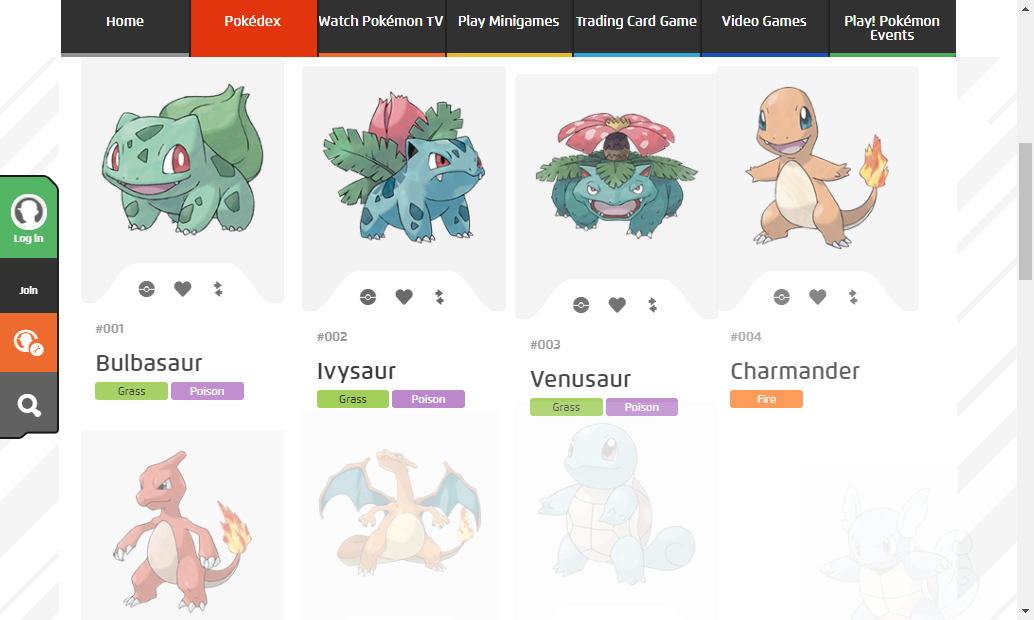 Home
Pokédex
Watch Pokémon TV
Play Minigames
Trading Card Game
Video Games
Play! Pokémon
Events
Log In
Join
#001
Bulbasaur
Grass
Poison
#002
Ivysaur
Grass
Poison
#003
Venusaur
Grass
Poison
#004
Charmander
Fire